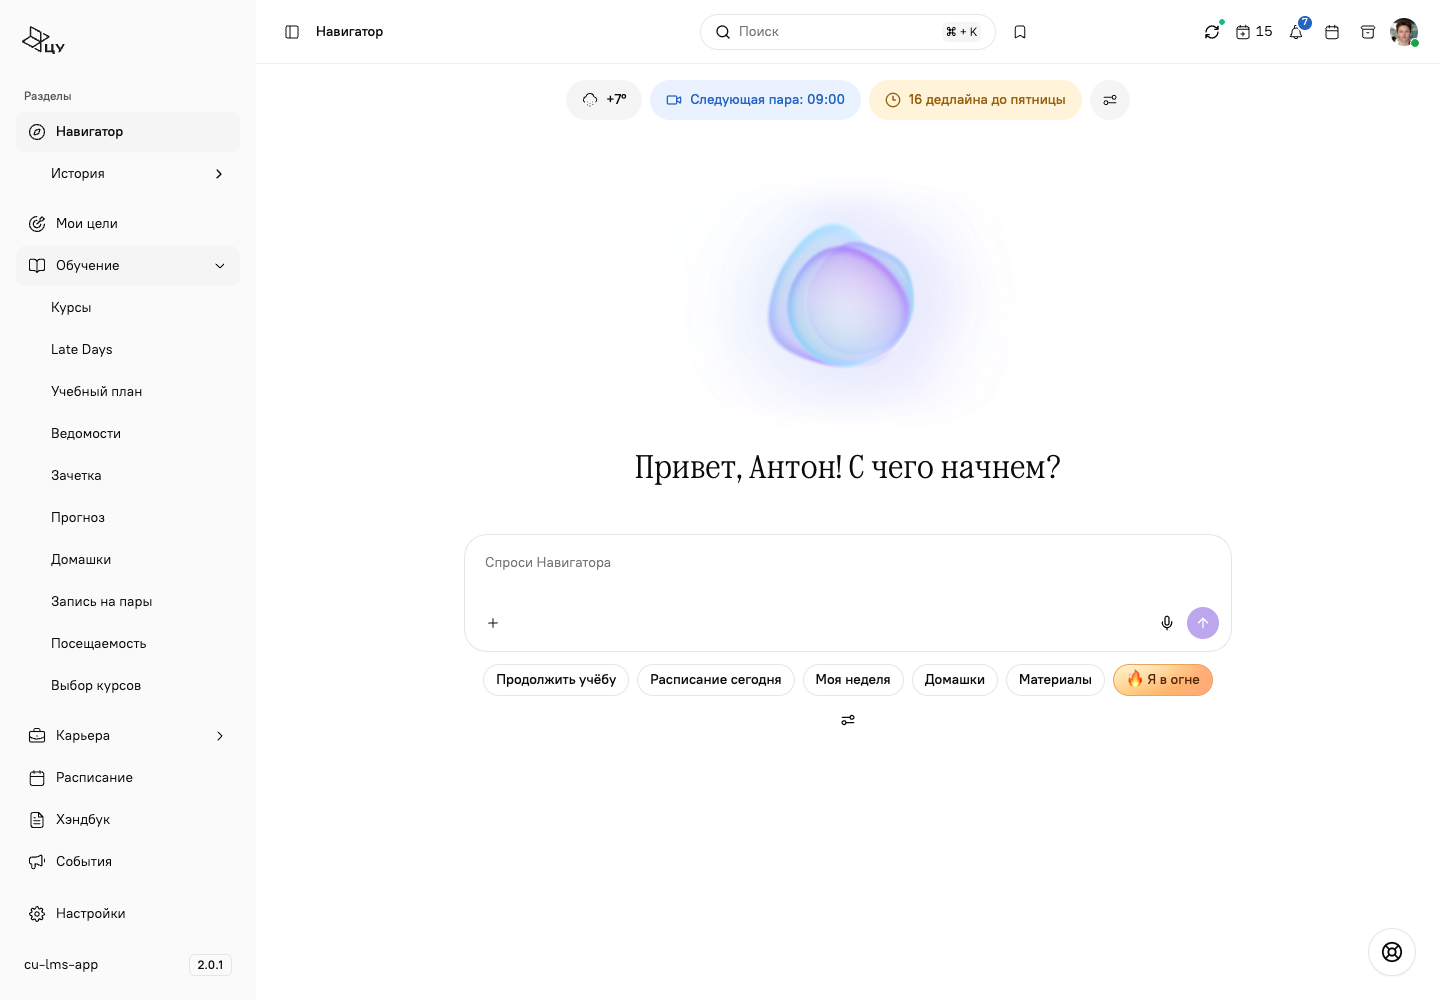 ЦУ
Разделы
Навигатор
История
Мои цели
Обучение
Курсы
Late Days
Учебный план
Ведомости
Зачетка
Прогноз
Домашки
Запись на пары
Посещаемость
Выбор курсов
Карьера
Расписание
Хэндбук
События
Настройки
cu-lms-app 2.0.1
Навигатор
Поиск ⌘ + K
15
7
+7°
Следующая пара: 09:00
16 дедлайна до пятницы
Привет, Антон! С чего начнем?
Спроси Навигатора
Продолжить учёбу
Расписание сегодня
Моя неделя
Домашки
Материалы
🔥 Я в огне